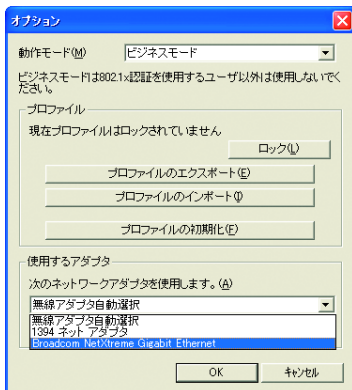 オプション
動作モード(M)
ビジネスモード
ビジネスモードは802.1x認証を使用するユーザ以外は使用しないで
ください。
プロファイル
現在プロファイルはロックされていません
ロック(L)
プロファイルのエクスポート(E)
プロファイルのインポート(I)
プロファイルの初期化(F)
使用するアダプタ
次のネットワークアダプタを使用します。(A)
無線アダプタ自動選択
無線アダプタ自動選択
1394 ネット アダプタ
Broadcom NetXtreme Gigabit Ethernet
OK
キャンセル